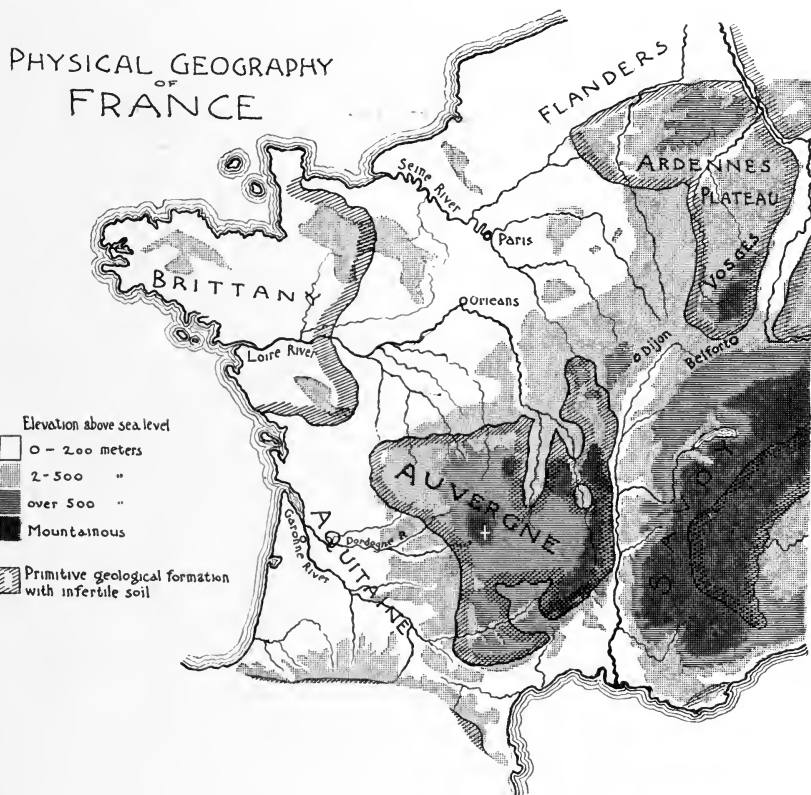 PHYSICAL GEOGRAPHY
OF
FRANCE
FLANDERS
ARDENNES
PLATEAU
Seine River
Paris
VOSGES
BRITTANY
Orleans
Loire River
Dijon
Belfort
Elevation above sea level
0 - 200 meters
2-500 "
over 500 "
Mountainous
Primitive geological formation
with infertile soil
AUVERGNE
SAVOY
AQUITAINE
Dordogne R.
Garonne River